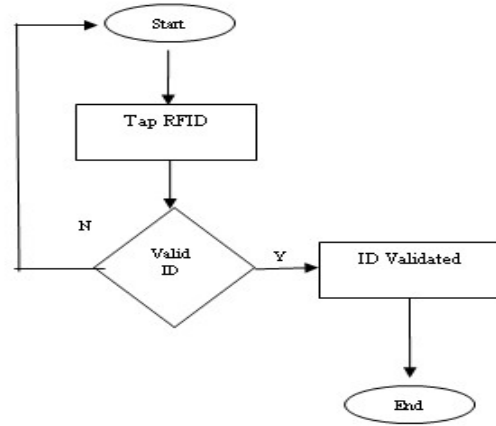 Start
Tap RFID
N
Valid
ID
Y
ID Validated
End